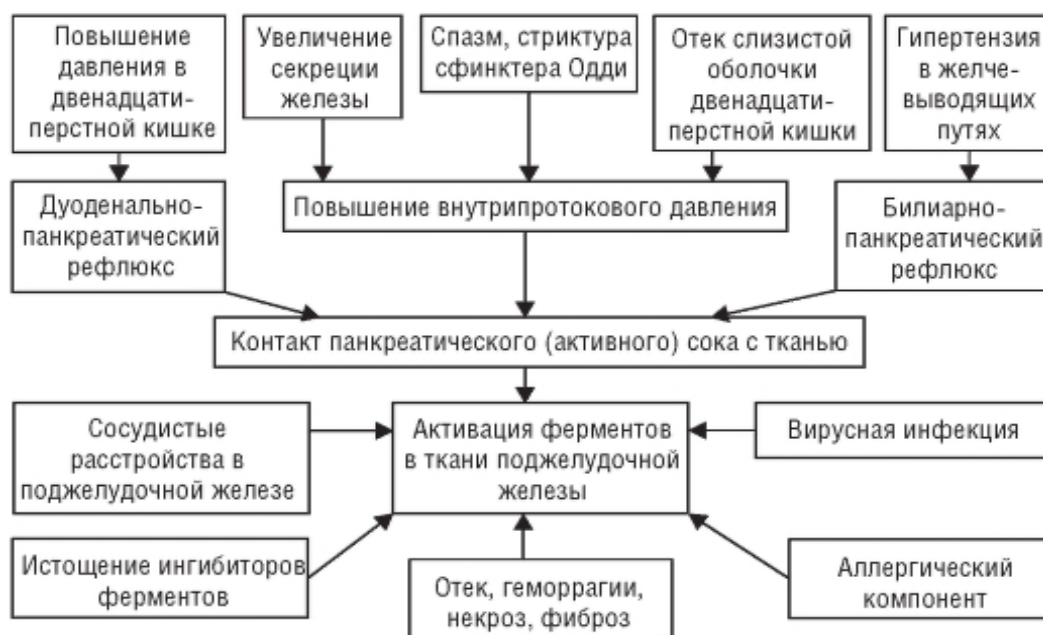 Повышение
давления в
двенадцати-
перстной кишке
Увеличение
секреции
железы
Спазм, стриктура
сфинктера Одди
Отек слизистой
оболочки
двенадцати-
перстной кишки
Гипертензия
в желче-
выводящих
путях
Дуоденально-
панкреатический
рефлюкс
Повышение внутрипротокового давления
Билиарно-
панкреатический
рефлюкс
Контакт панкреатического (активного) сока с тканью
Сосудистые
расстройства в
поджелудочной железе
Активация ферментов
в ткани поджелудочной
железы
Вирусная инфекция
Истощение ингибиторов
ферментов
Отек, геморрагии,
некроз, фиброз
Аллергический
компонент